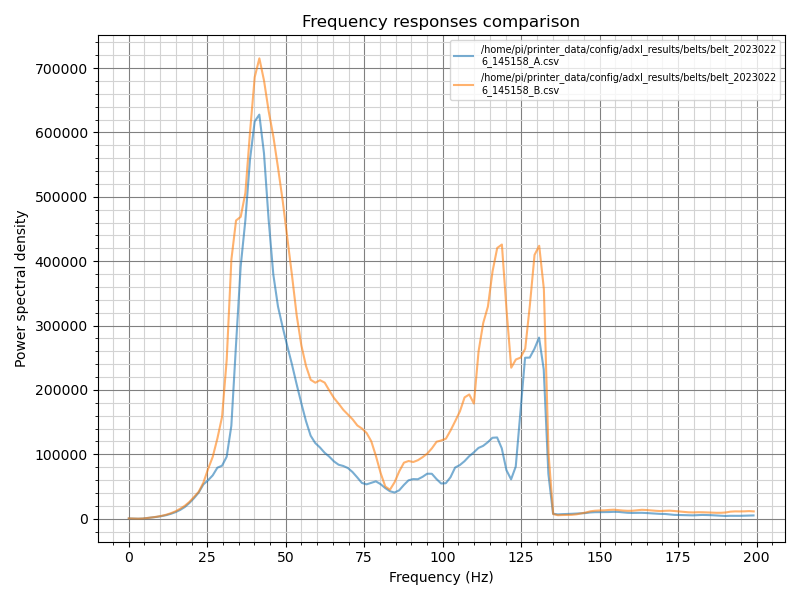 Frequency responses comparison
/home/pi/printer_data/config/adxl_results/belts/belt_2023022
6_145158_A.csv
/home/pi/printer_data/config/adxl_results/belts/belt_2023022
6_145158_B.csv
700000
600000
500000
400000
300000
200000
100000
0
Power spectral density
0 25 50 75 100 125 150 175 200
Frequency (Hz)